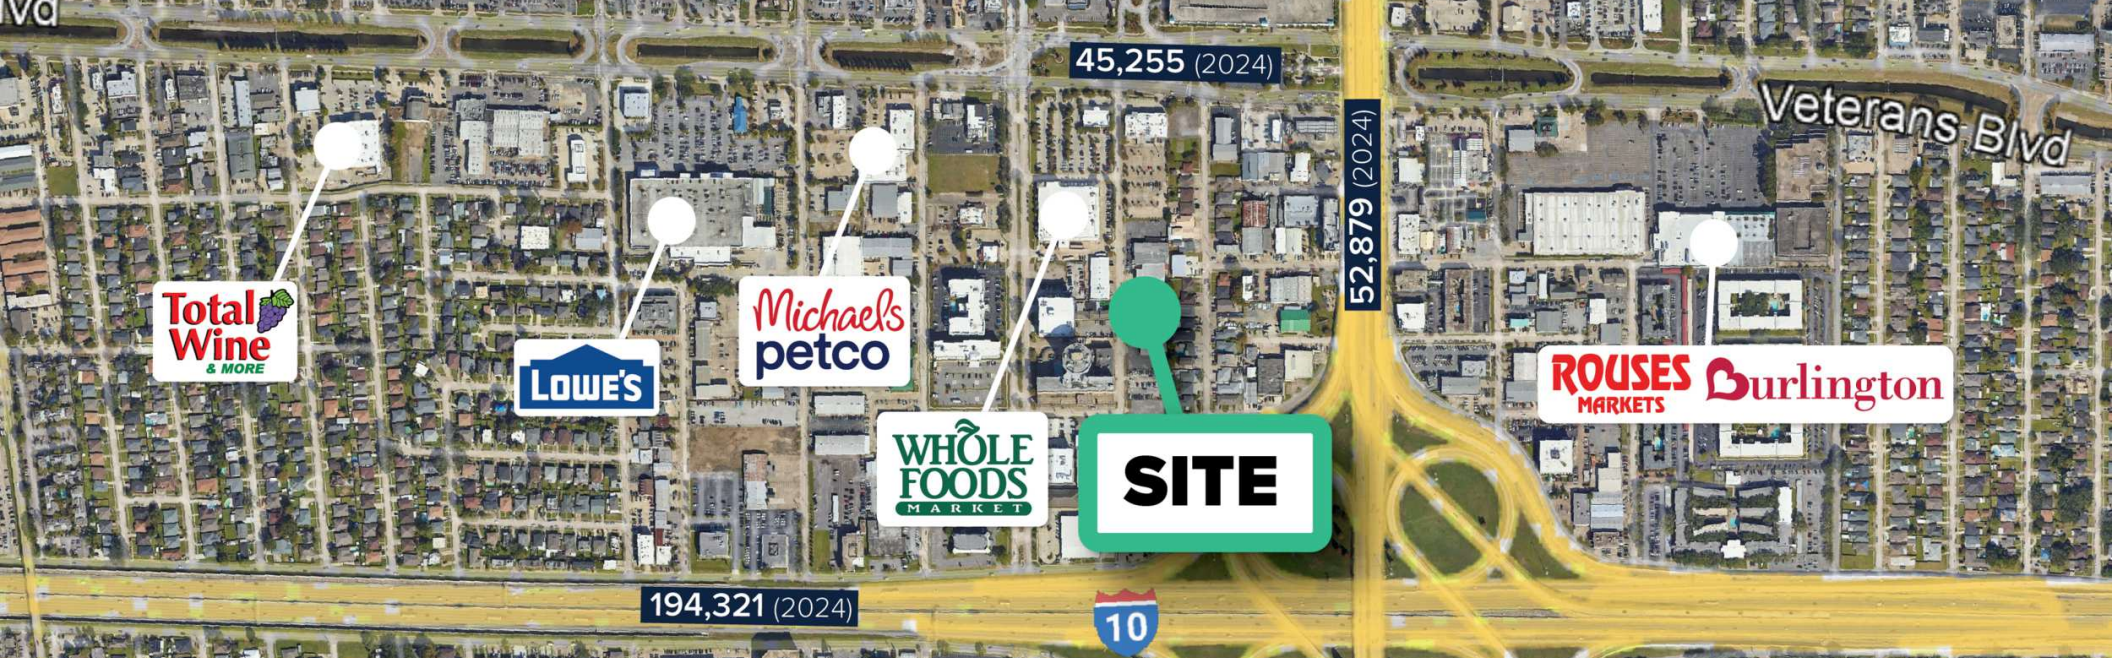 lvd
45,255 (2024)
Veterans Blvd
52,879 (2024)
Total
Wine
& MORE
LOWE'S
Michaels
petco
WHOLE
FOODS
MARKET
SITE
ROUSES
MARKETS
Burlington
194,321 (2024)
10